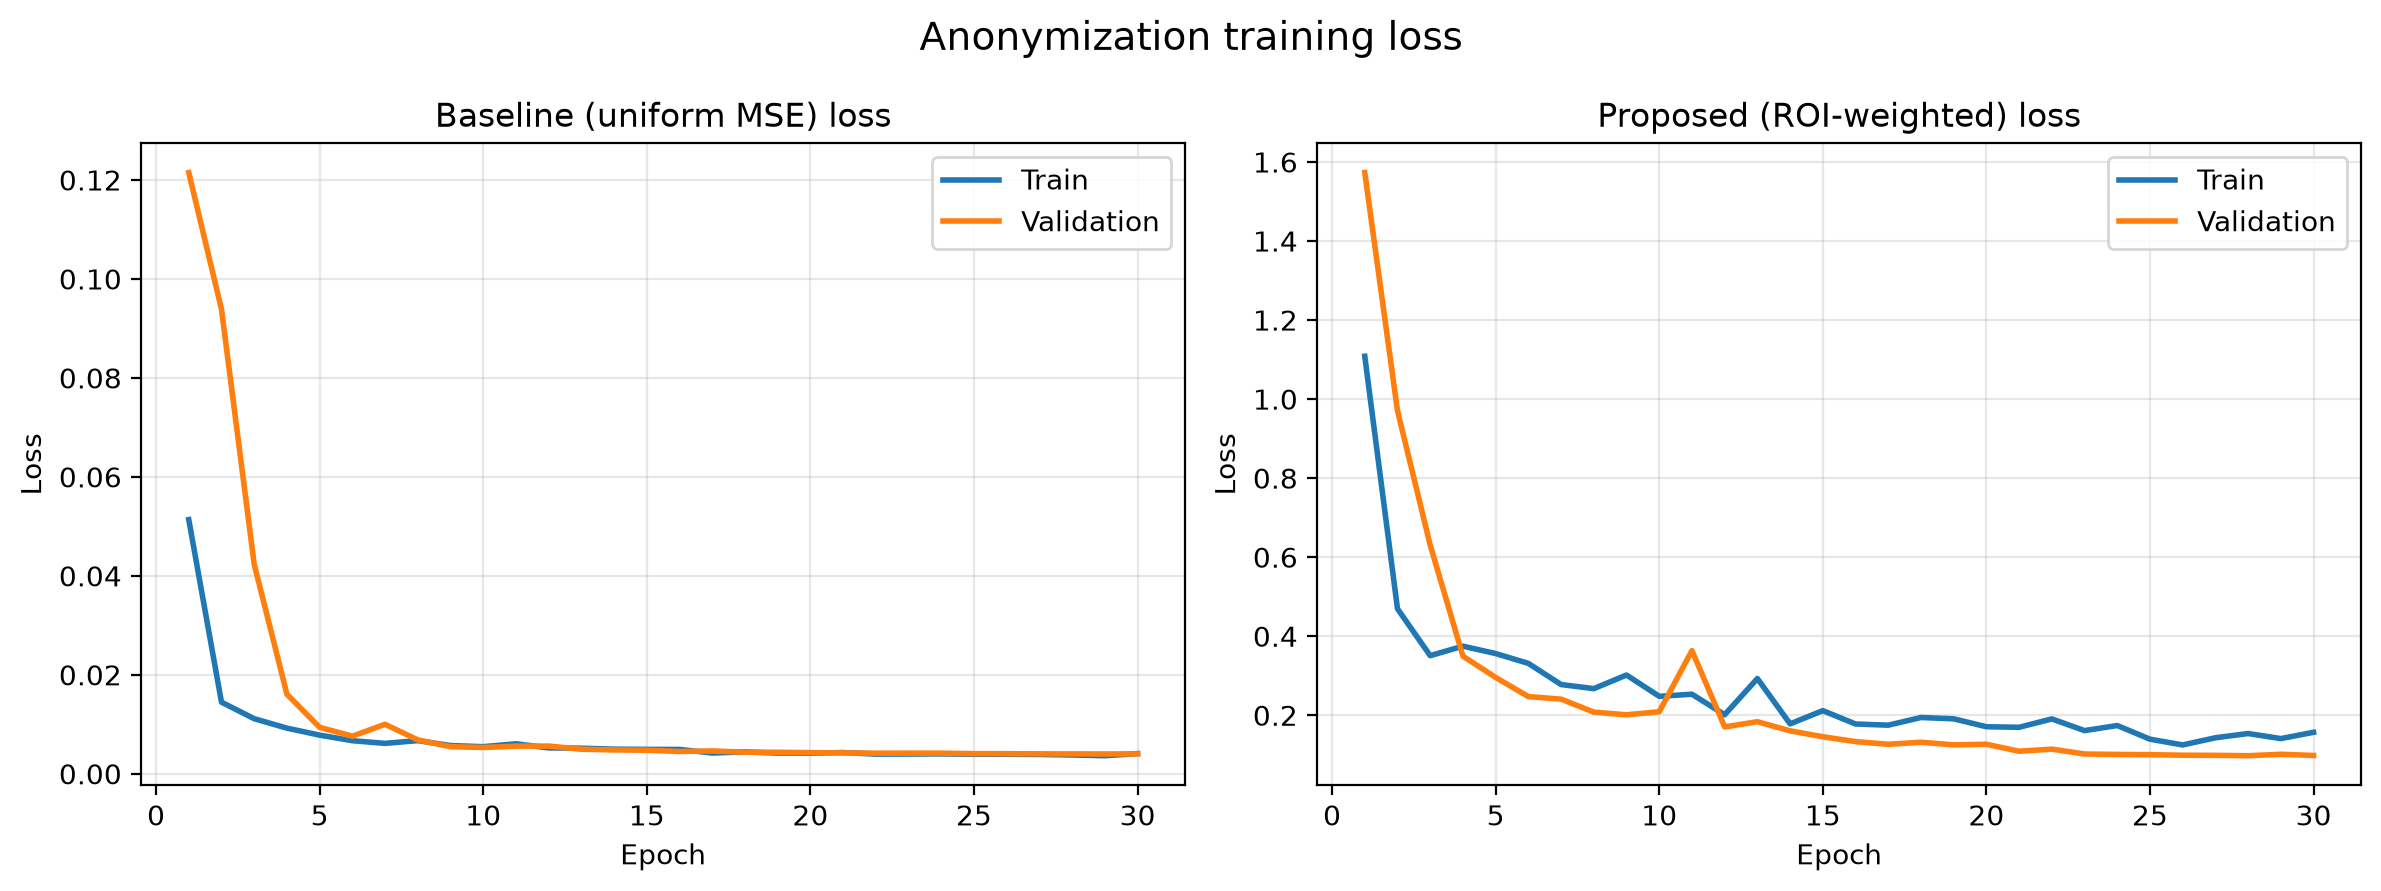 Anonymization training loss
Baseline (uniform MSE) loss
0.12
0.10
0.08
0.06
0.04
0.02
0.00
Loss
Train
Validation
0 5 10 15 20 25 30
Epoch
Proposed (ROI-weighted) loss
1.6
1.4
1.2
1.0
0.8
0.6
0.4
0.2
Loss
Train
Validation
0 5 10 15 20 25 30
Epoch